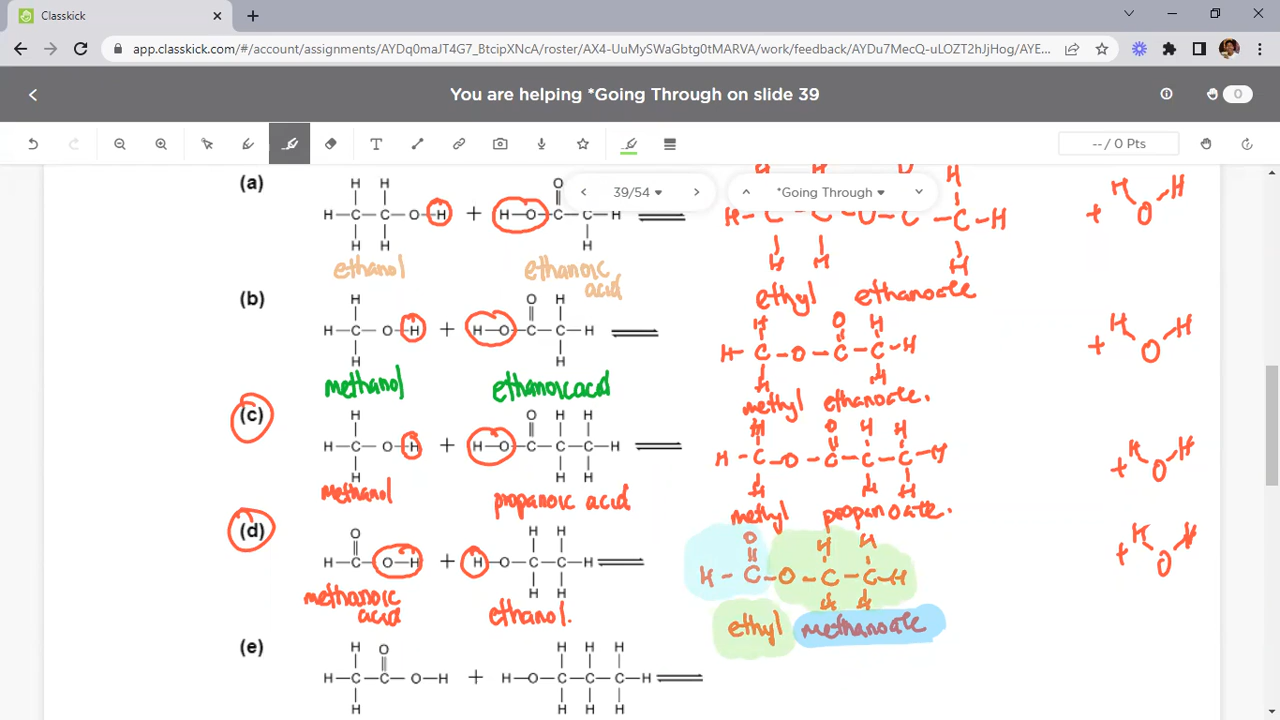 Classkick
app.classkick.com/#/account/assignments/AYDq0maJT4G7_BtcipXNCA/roster/AX4-UuMySWaGbtg0tMARVA/work/feedback/AYDu7MecQ-uLOZT2hJjHog/AYE...
You are helping *Going Through on slide 39
0
T
-- / 0 Pts
39/54
*Going Through
(a)
H H O
H-C-C-O-H + H-O-C-C-H
H H H
H-C-C-O-C-C-H
H H H
+ H O H
ethanol ethanoic
acid
ethyl ethanoate
(b)
H O H
H-C-O-H + H-O-C-C-H
H H
H O H
H-C-O-C-C-H
H H
+ H O H
methanol ethanoic acid
methyl ethanoate.
(c)
H O H H
H-C-O-H + H-O-C-C-C-H
H H H
H O H H
H-C-O-C-C-C-H
H H H
+ H O H
methanol propanoic acid
methyl propanoate.
(d)
O H H
H-C-O-H + H-O-C-C-H
H H
O H H
H-C-O-C-C-H
H H
+ H O H
methanoic
acid
ethanol.
ethyl methanoate
(e)
H O H H H
H-C-C-O-H + H-O-C-C-C-H
H H H H